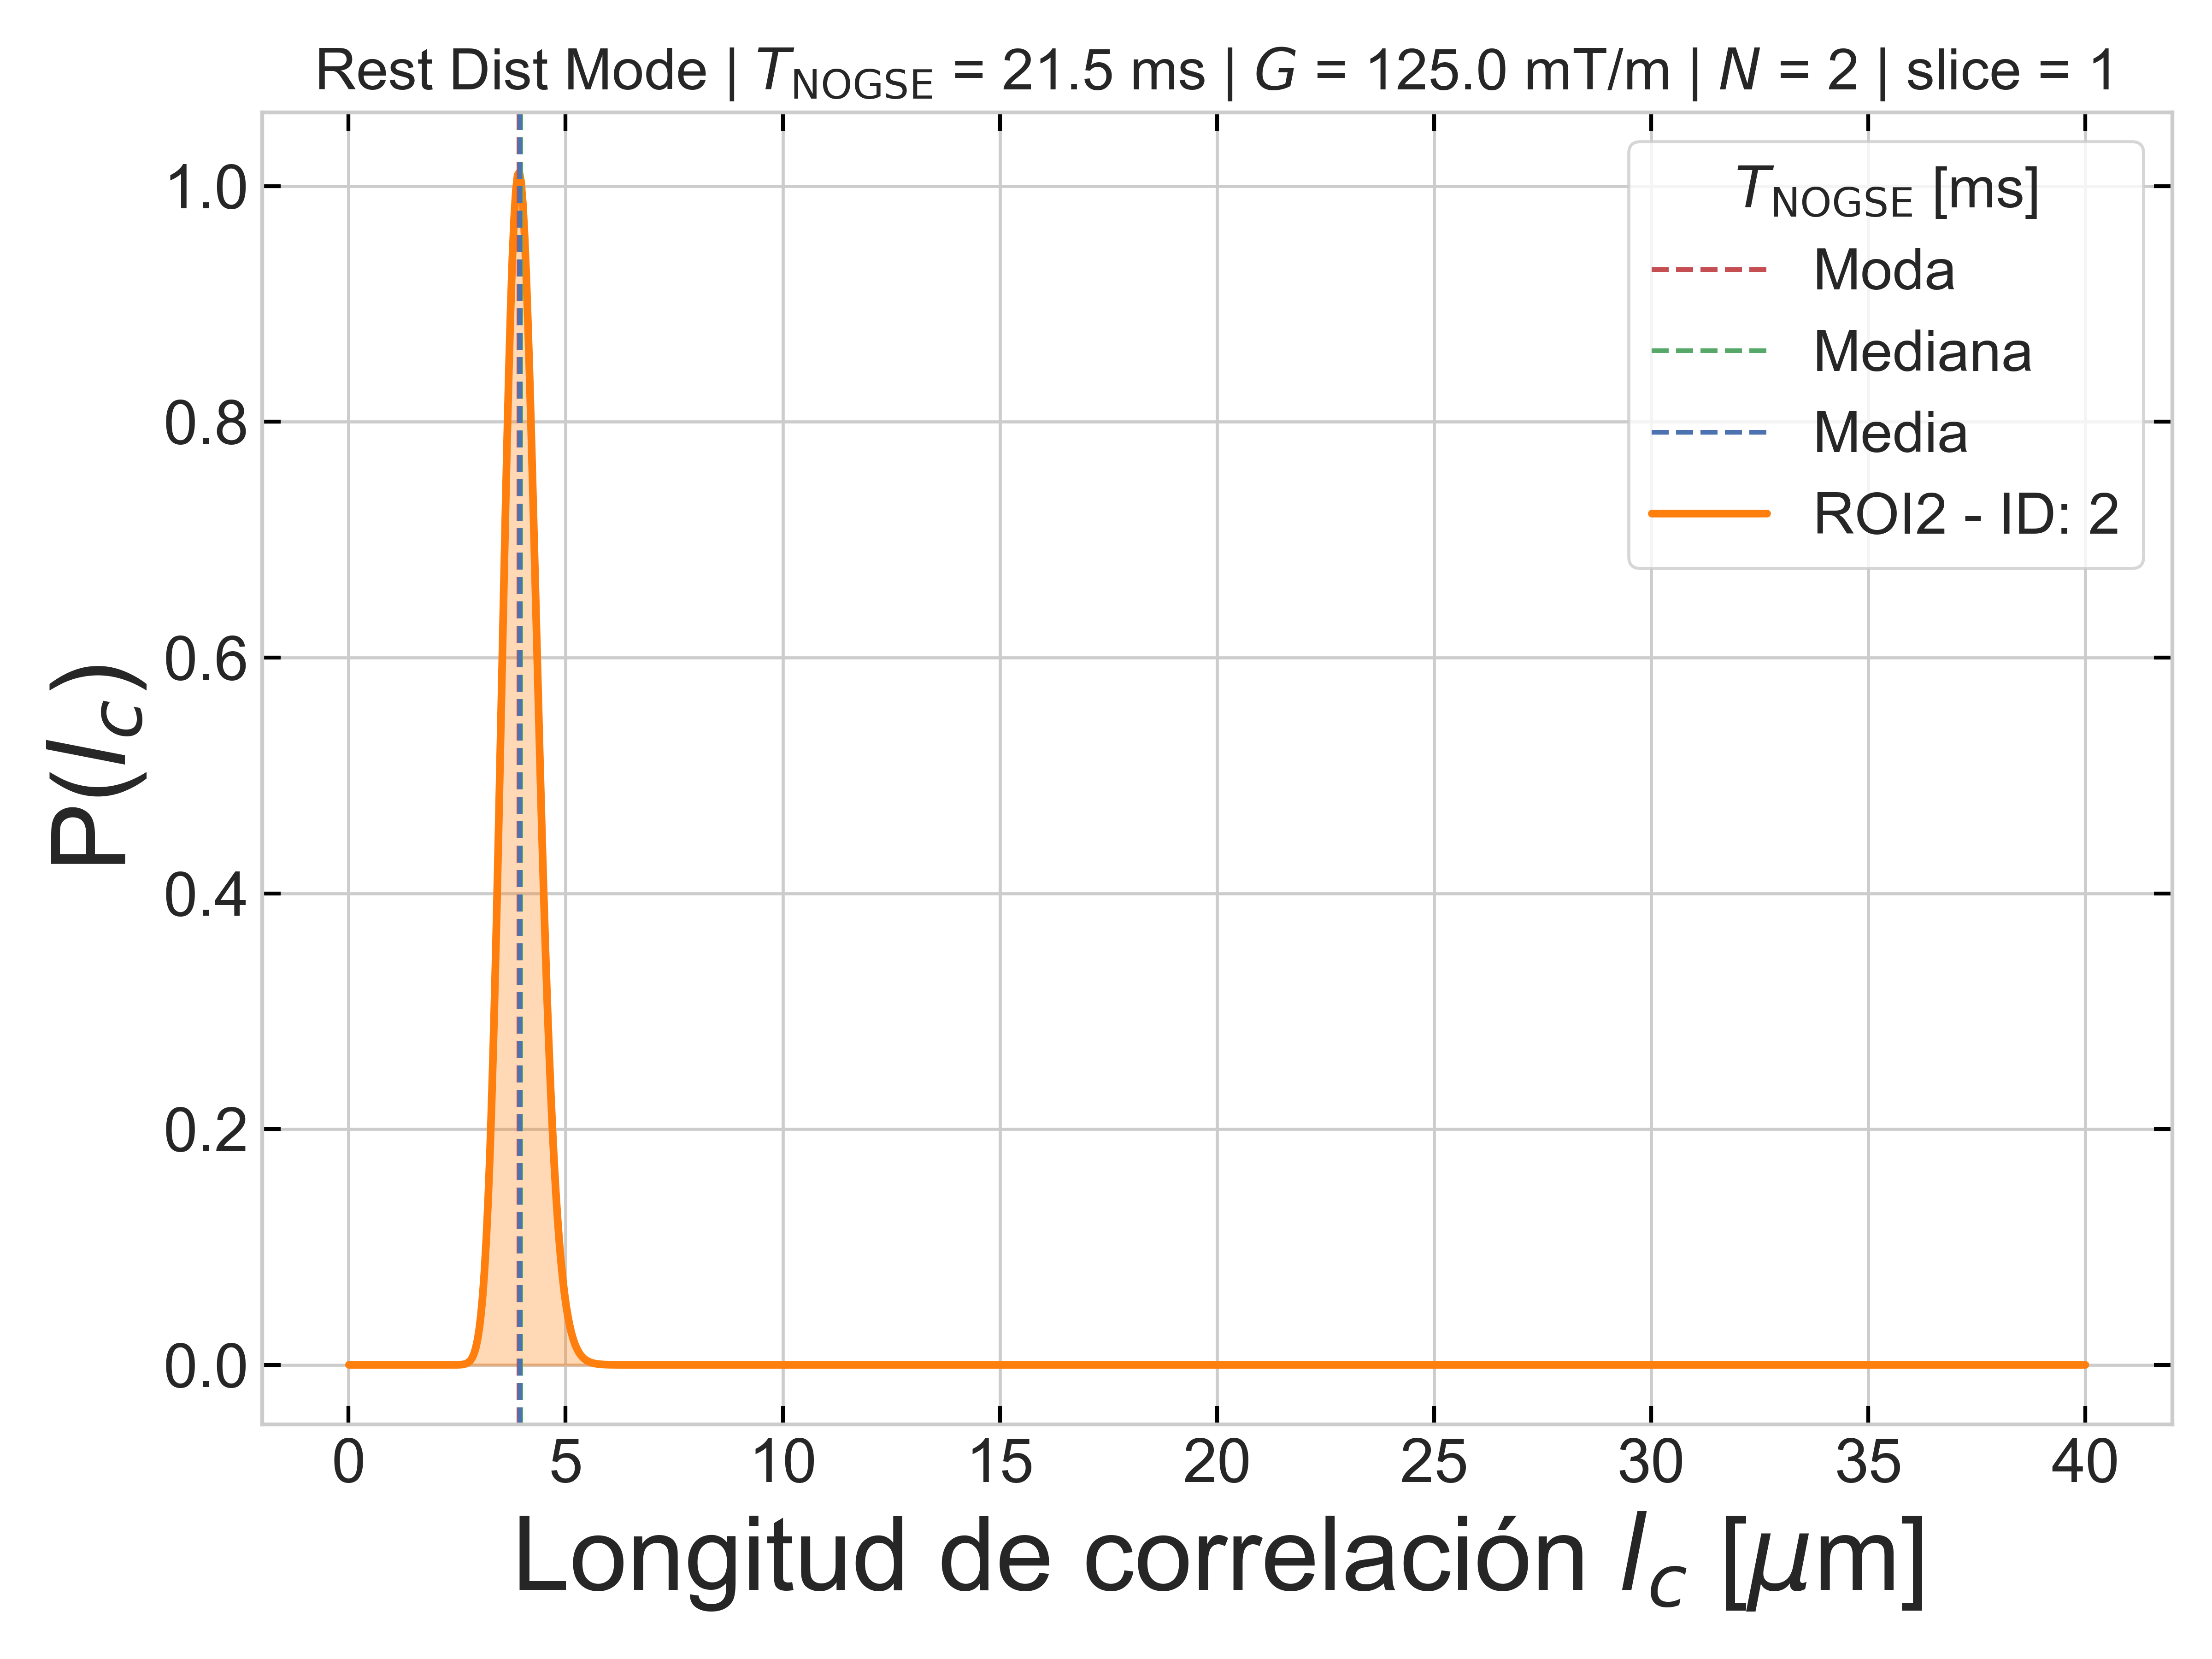 Rest Dist Mode | T_NOGSE = 21.5 ms | G = 125.0 mT/m | N = 2 | slice = 1
P(l_c)
1.0
0.8
0.6
0.4
0.2
0.0
T_NOGSE [ms]
Moda
Mediana
Media
ROI2 - ID: 2
0 5 10 15 20 25 30 35 40
Longitud de correlación l_c [μm]